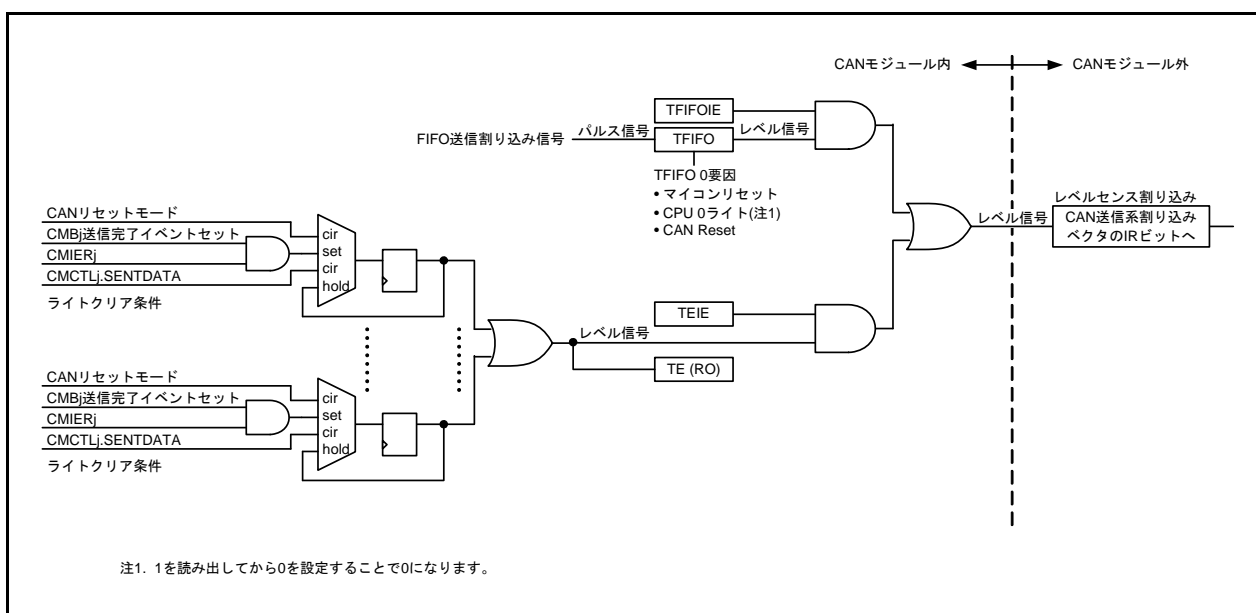 CANモジュール内
CANモジュール外
TFIFOIE
FIFO送信割り込み信号
パルス信号
TFIFO
レベル信号
TFIFO 0要因
• マイコンリセット
• CPU 0ライト(注1)
• CAN Reset
レベル信号
レベルセンス割り込み
CAN送信系割り込み
ベクタのIRビットへ
CANリセットモード
CMBj送信完了イベントセット
CMIERj
CMCTLj.SENTDATA
ライトクリア条件
cir
set
cir
hold
TEIE
レベル信号
TE (RO)
CANリセットモード
CMBj送信完了イベントセット
CMIERj
CMCTLj.SENTDATA
ライトクリア条件
cir
set
cir
hold
注1. 1を読み出してから0を設定することで0になります。